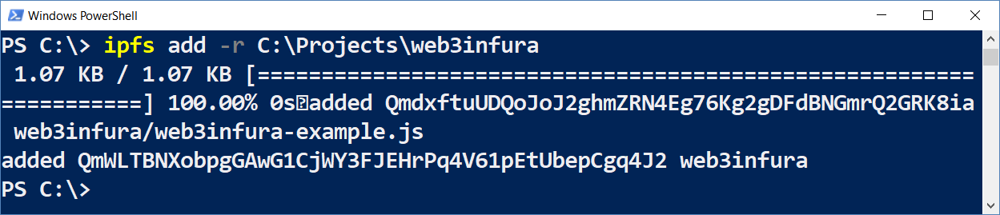 Windows PowerShell
PS C:\> ipfs add -r C:\Projects\web3infura
1.07 KB / 1.07 KB [========================================================
===========] 100.00% 0s�added QmdxftuUDQoJoJ2ghmZRN4Eg76Kg2gDFdBNGmrQ2GRK8ia
web3infura/web3infura-example.js
added QmWLTBNXobpgGAwG1CjWY3FJEHrPq4V61pEtUbepCgq4J2 web3infura
PS C:\>